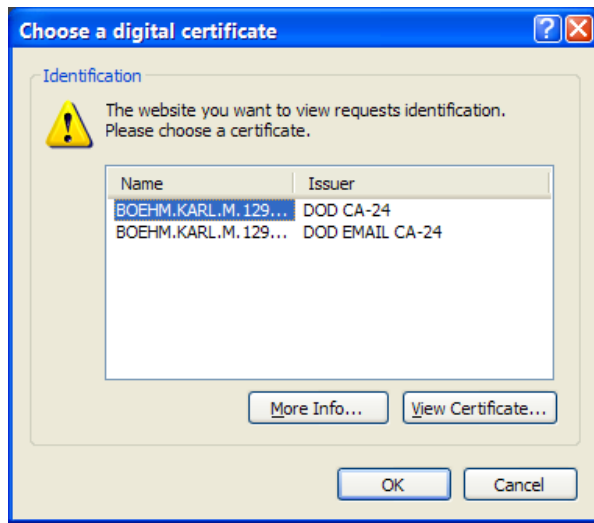 Choose a digital certificate
Identification
The website you want to view requests identification.
Please choose a certificate.
Name Issuer
BOEHM.KARL.M.129... DOD CA-24
BOEHM.KARL.M.129... DOD EMAIL CA-24
More Info... View Certificate...
OK Cancel